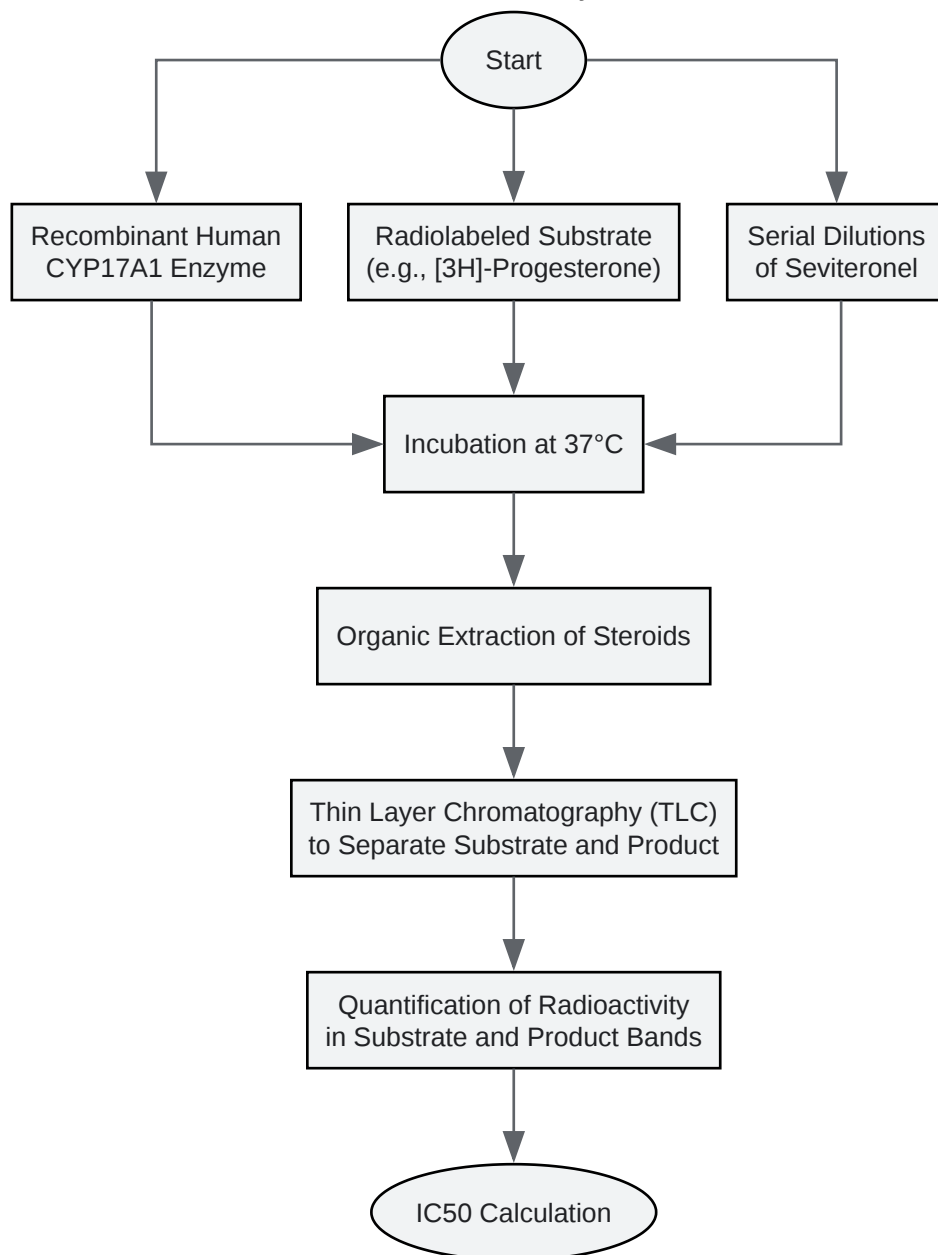 Start
Recombinant Human
CYP17A1 Enzyme
Radiolabeled Substrate
(e.g., [3H]-Progesterone)
Serial Dilutions
of Seviteronel
Incubation at 37°C
Organic Extraction of Steroids
Thin Layer Chromatography (TLC)
to Separate Substrate and Product
Quantification of Radioactivity
in Substrate and Product Bands
IC50 Calculation